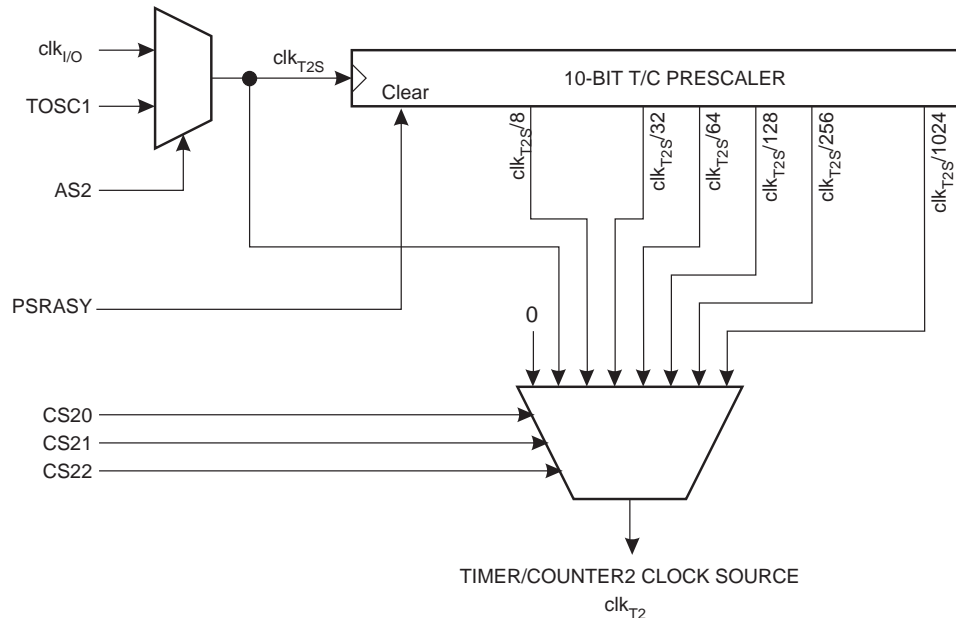 clkI/O
clkT2S
10-BIT T/C PRESCALER
TOSC1
Clear
AS2
clkT2S/8
clkT2S/32
clkT2S/64
clkT2S/128
clkT2S/256
clkT2S/1024
PSRASY
0
CS20
CS21
CS22
TIMER/COUNTER2 CLOCK SOURCE
clkT2